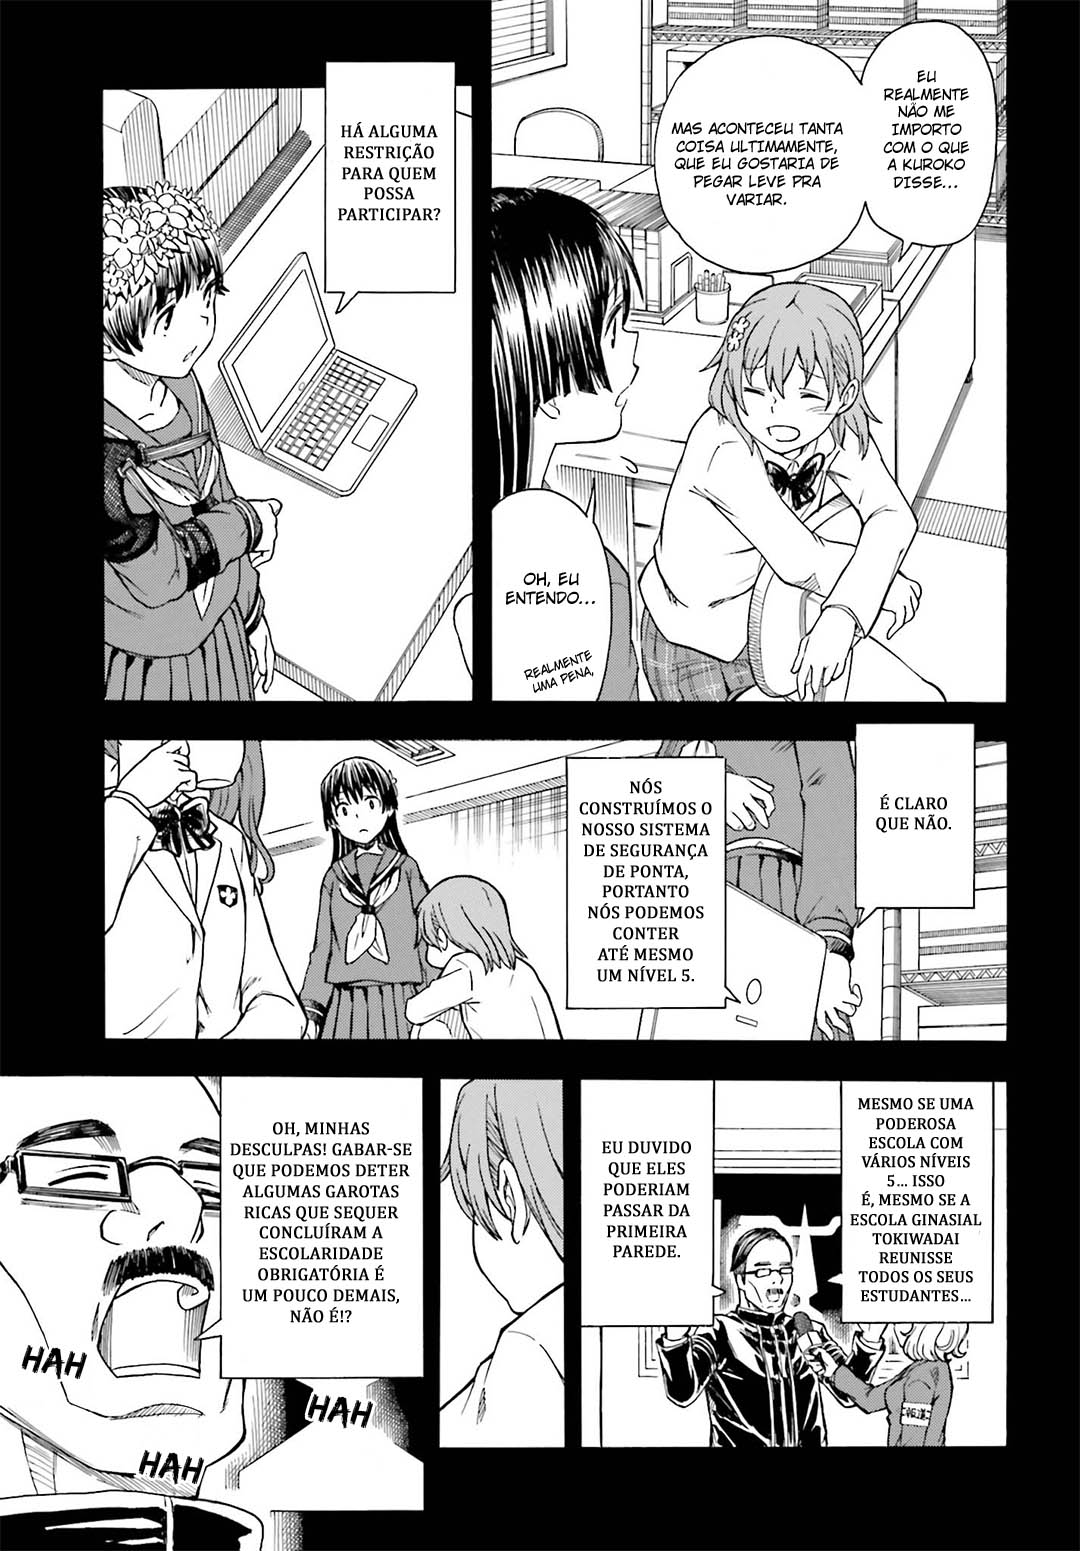 EU
REALMENTE
NÃO ME
IMPORTO
COM O QUE
A KUROKO
DISSE...
MAS ACONTECEU TANTA
COISA ULTIMAMENTE,
QUE EU GOSTARIA DE
PEGAR LEVE PRA
VARIAR.
OH, EU
ENTENDO...
REALMENTE
UMA PENA,
HÁ ALGUMA
RESTRIÇÃO
PARA QUEM
POSSA
PARTICIPAR?
É CLARO
QUE NÃO.
NÓS
CONSTRUÍMOS O
NOSSO SISTEMA
DE SEGURANÇA
DE PONTA,
PORTANTO
NÓS PODEMOS
CONTER
ATÉ MESMO
UM NÍVEL 5.
MESMO SE UMA
PODEROSA
ESCOLA COM
VÁRIOS NÍVEIS
5... ISSO
É, MESMO SE A
ESCOLA GINASIAL
TOKIWADAI
REUNISSE
TODOS OS SEUS
ESTUDANTES...
EU DUVIDO
QUE ELES
PODERIAM
PASSAR DA
PRIMEIRA
PAREDE.
OH, MINHAS
DESCULPAS! GABAR-SE
QUE PODEMOS DETER
ALGUMAS GAROTAS
RICAS QUE SEQUER
CONCLUÍRAM A
ESCOLARIDADE
OBRIGATÓRIA É
UM POUCO DEMAIS,
NÃO É!?
HAH
HAH
HAH